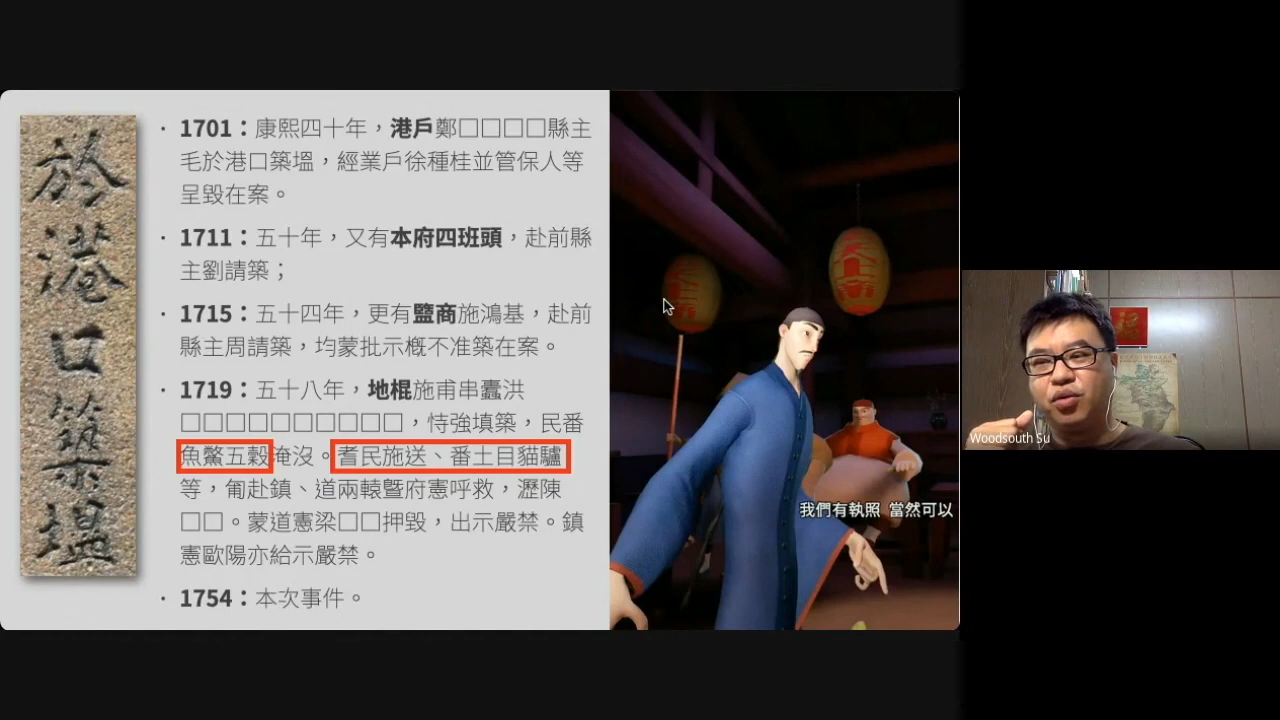 於港口築塭
· 1701：康熙四十年，港戶鄭□□□□縣主
毛於港口築塭，經業戶徐種桂並管保人等
呈毀在案。
· 1711：五十年，又有本府四班頭，赴前縣
主劉請築；
· 1715：五十四年，更有鹽商施鴻基，赴前
縣主周請築，均蒙批示概不准築在案。
· 1719：五十八年，地棍施甫串蠹洪
□□□□□□□□□□，恃強填築，民番
魚鱉五穀淹沒。耆民施送、番土目貓驢
等，匍赴鎮、道兩轅暨府憲呼救，瀝陳
□□。蒙道憲梁□□押毀，出示嚴禁。鎮
憲歐陽亦給示嚴禁。
· 1754：本次事件。
我們有執照 當然可以
福
Woodsouth Su